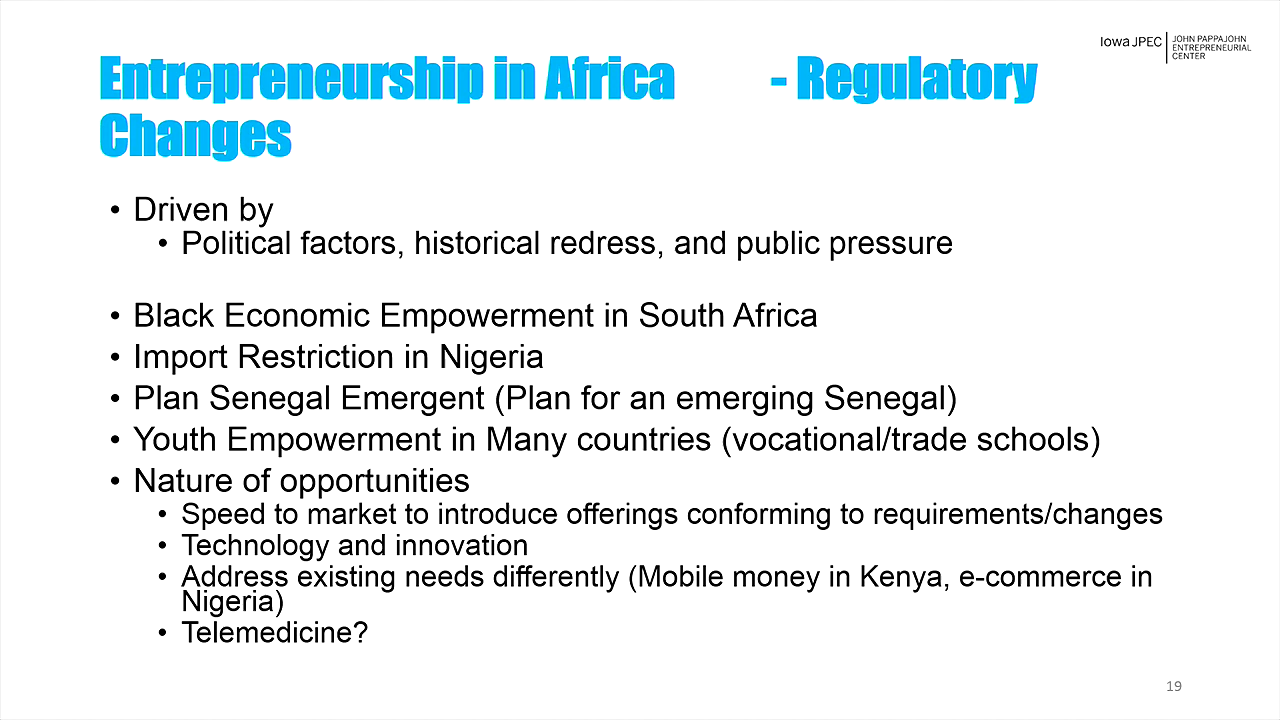 Iowa JPEC
JOHN PAPPAJOHN
ENTREPRENEURIAL
CENTER
Entrepreneurship in Africa - Regulatory
Changes
• Driven by
• Political factors, historical redress, and public pressure
• Black Economic Empowerment in South Africa
• Import Restriction in Nigeria
• Plan Senegal Emergent (Plan for an emerging Senegal)
• Youth Empowerment in Many countries (vocational/trade schools)
• Nature of opportunities
• Speed to market to introduce offerings conforming to requirements/changes
• Technology and innovation
• Address existing needs differently (Mobile money in Kenya, e-commerce in
Nigeria)
• Telemedicine?
19